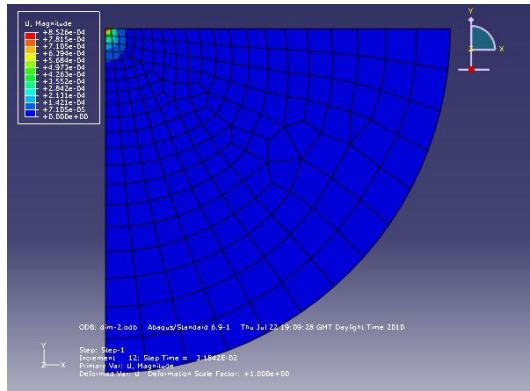 U, Magnitude
+8.526e-04
+7.815e-04
+7.105e-04
+6.394e-04
+5.684e-04
+4.973e-04
+4.263e-04
+3.552e-04
+2.842e-04
+2.131e-04
+1.421e-04
+7.105e-05
+0.000e+00
Y
Z
X
ODB: dim-2.odb Abaqus/Standard 6.9-1 Thu Jul 22 19:09:28 GMT Daylight Time 2010
Y
Z
X
Step: Step-1
Increment 12: Step Time = 3.1842E-02
Primary Var: U, Magnitude
Deformed Var: U Deformation Scale Factor: +1.000e+00